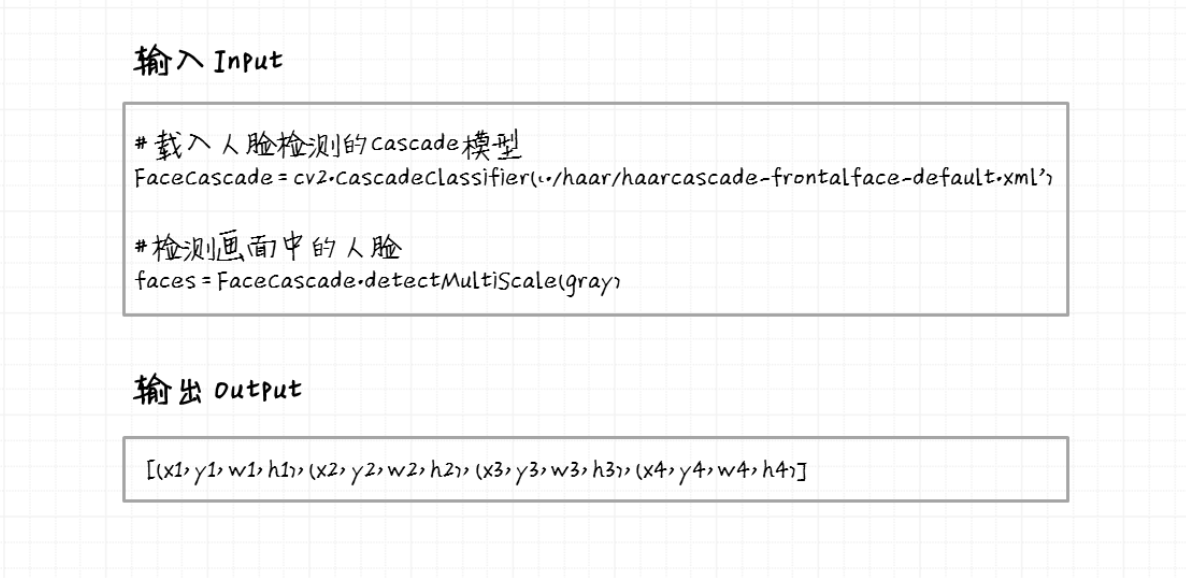 输入 Input
#载入人脸检测的cascade模型
FaceCascade = cv2.CascadeClassifier('./haar/haarcascade-frontalface-default.xml')
#检测画面中的人脸
faces = FaceCascade.detectMultiScale(gray)
输出 Output
[(x1, y1, w1, h1), (x2, y2, w2, h2), (x3, y3, w3, h3), (x4, y4, w4, h4)]